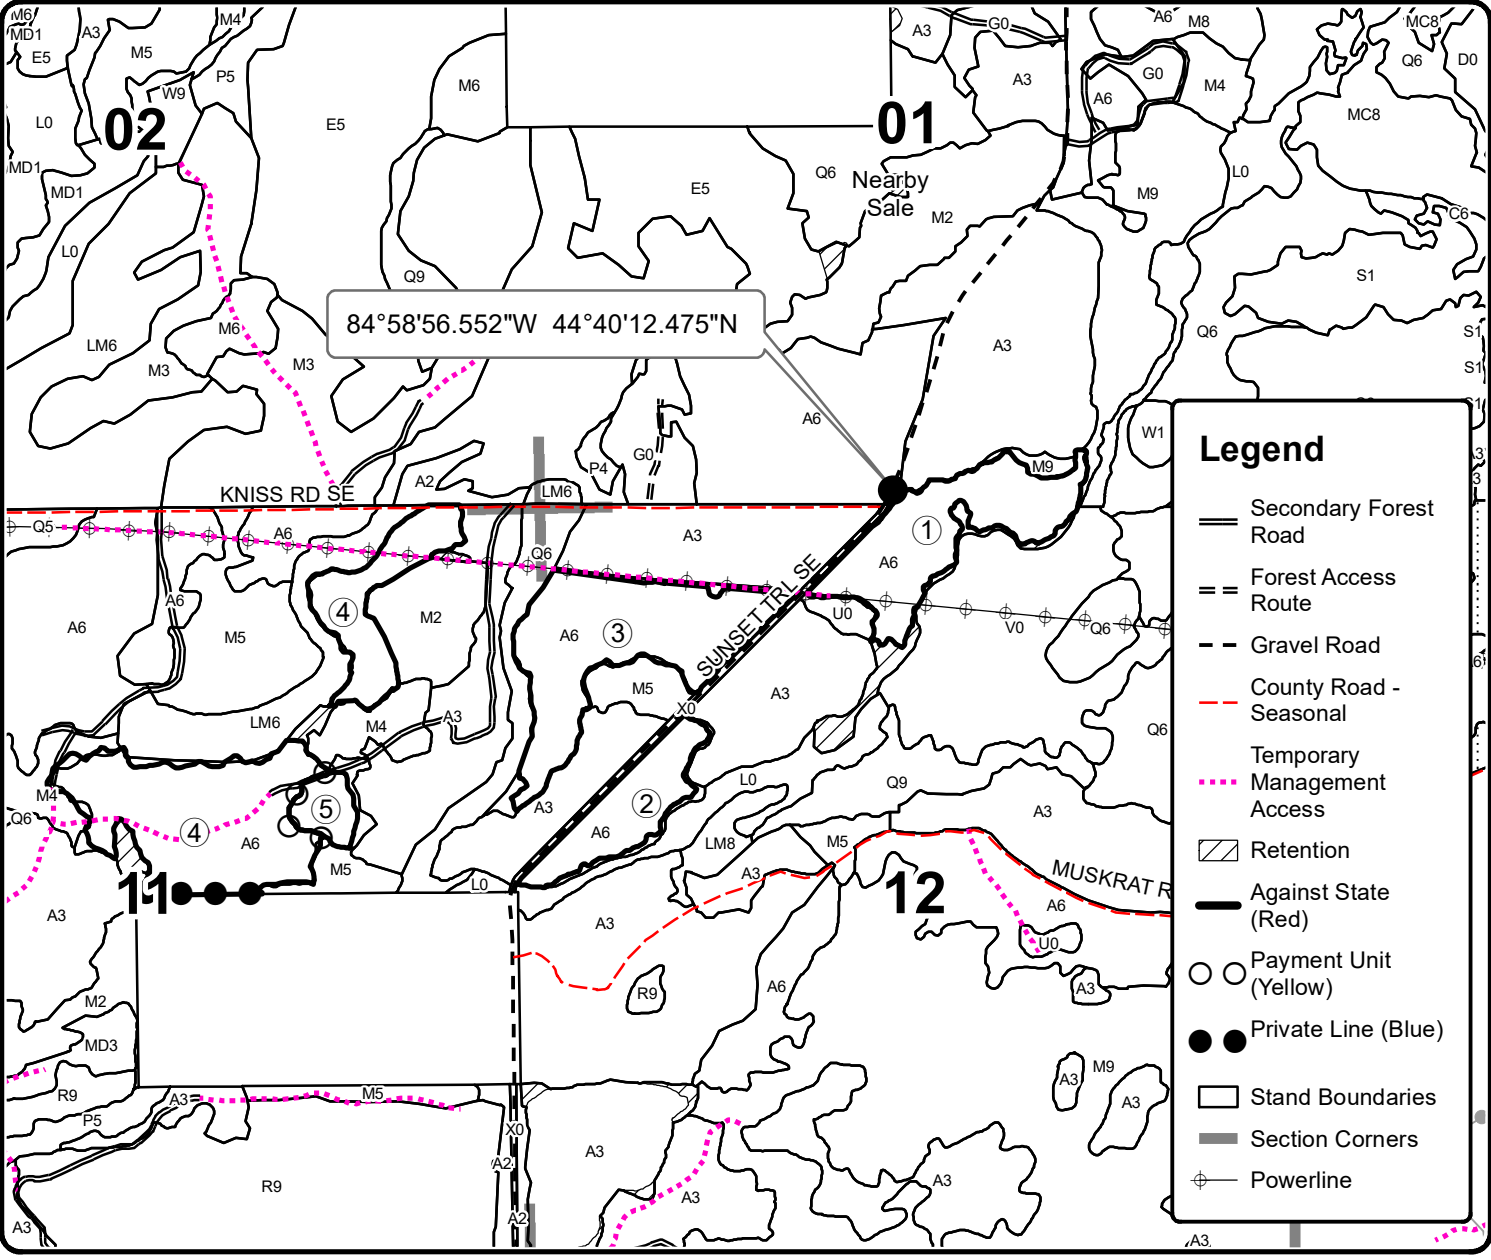 M6
MD1
E5
A3
M5
M4
W9
P5
L0
02
E5
M6
MD1
MD1
L0
A3
G0
A3
01
A6
M8
G0
A6
M4
MC8
Q6
D0
MC8
Q6
E5
Nearby
Sale
M2
M9
L0
C6
S1
Q9
84°58'56.552"W 44°40'12.475"N
M6
LM6
M3
M3
A3
Q6
S1
S1
S1
A6
W1
P4
G0
M9
A2
LM6
KNISS RD SE
Q5
A6
Q6
A3
1
A6
SUNSET TRL SE
A6
A6
M5
4
M2
A6
3
U0
V0
Q6
M5
A3
X0
LM6
M4
A3
Q6
M4
Q6
4
5
A6
M5
A3
2
A6
L0
Q9
A3
LM8
M5
A3
MUSKRAT R
A6
U0
11
L0
12
A3
A3
R9
A6
A3
M2
MD3
R9
P5
A3
M5
M9
A3
A3
X0
A2
A3
R9
A3
A2
A3
A3
A3
Legend
Secondary Forest
Road
Forest Access
Route
Gravel Road
County Road -
Seasonal
Temporary
Management
Access
Retention
Against State
(Red)
Payment Unit
(Yellow)
Private Line (Blue)
Stand Boundaries
Section Corners
Powerline